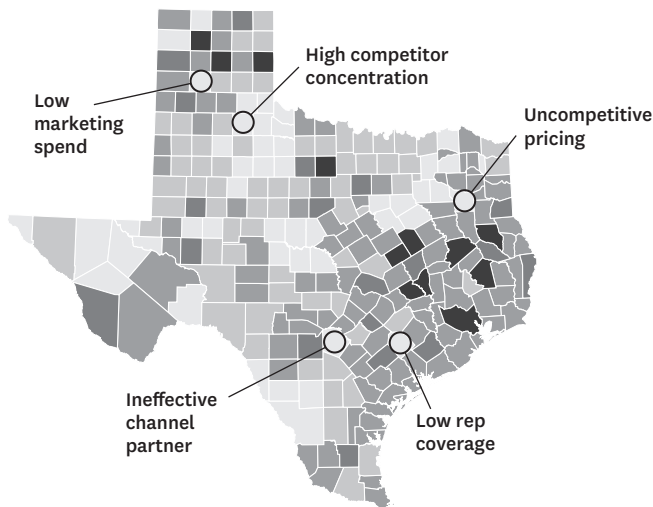 High competitor
concentration
Low
marketing
spend
Uncompetitive
pricing
Ineffective
channel
partner
Low rep
coverage